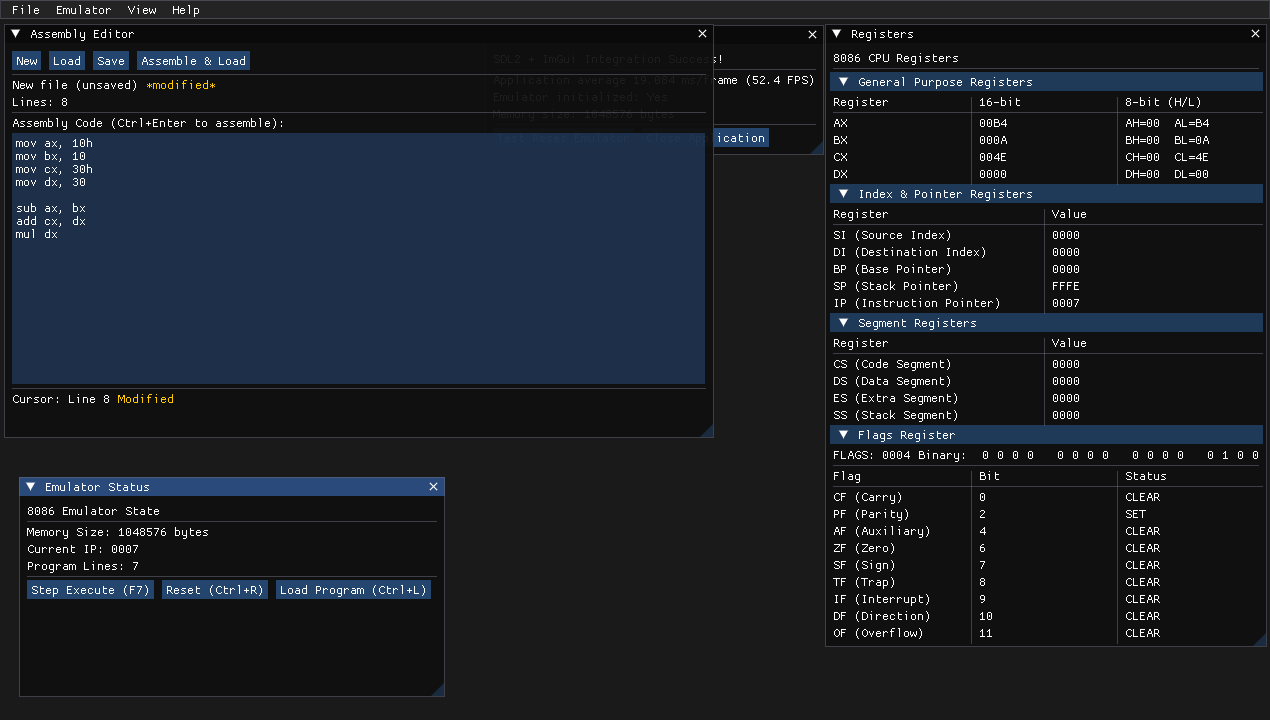 File Emulator View Help
▼ Assembly Editor
New Load Save Assemble & Load
New file (unsaved) *modified*
Lines: 8
Assembly Code (Ctrl+Enter to assemble):
mov ax, 10h
mov bx, 10
mov cx, 30h
mov dx, 30
sub ax, bx
add cx, dx
mul dx
Cursor: Line 8 Modified
SDL2 + ImGui Integration Success!
Application average 19.084 ms/frame (52.4 FPS)
Emulator initialized: Yes
Memory size: 1048576 bytes
Application
▼ Emulator Status
8086 Emulator State
Memory Size: 1048576 bytes
Current IP: 0007
Program Lines: 7
Step Execute (F7) Reset (Ctrl+R) Load Program (Ctrl+L)
▼ Registers
8086 CPU Registers
▼ General Purpose Registers
Register 16-bit 8-bit (H/L)
AX 00B4 AH=00 AL=B4
BX 000A BH=00 BL=0A
CX 004E CH=00 CL=4E
DX 0000 DH=00 DL=00
▼ Index & Pointer Registers
Register Value
SI (Source Index) 0000
DI (Destination Index) 0000
BP (Base Pointer) 0000
SP (Stack Pointer) FFFE
IP (Instruction Pointer) 0007
▼ Segment Registers
Register Value
CS (Code Segment) 0000
DS (Data Segment) 0000
ES (Extra Segment) 0000
SS (Stack Segment) 0000
▼ Flags Register
FLAGS: 0004 Binary: 0 0 0 0 0 0 0 0 0 0 0 0 0 1 0 0
Flag Bit Status
CF (Carry) 0 CLEAR
PF (Parity) 2 SET
AF (Auxiliary) 4 CLEAR
ZF (Zero) 6 CLEAR
SF (Sign) 7 CLEAR
TF (Trap) 8 CLEAR
IF (Interrupt) 9 CLEAR
DF (Direction) 10 CLEAR
OF (Overflow) 11 CLEAR